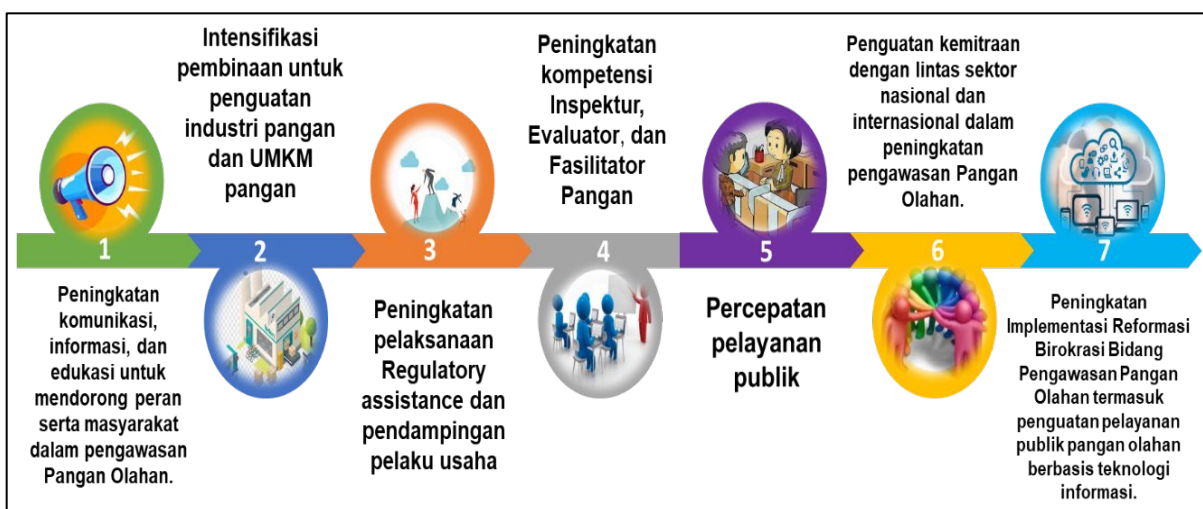 1
Peningkatan
komunikasi,
informasi, dan
edukasi untuk
mendorong peran
serta masyarakat
dalam pengawasan
Pangan Olahan.
Intensifikasi
pembinaan untuk
penguatan
industri pangan
dan UMKM
pangan
2
3
Peningkatan
pelaksanaan
Regulatory
assistance dan
pendampingan
pelaku usaha
Peningkatan
kompetensi
Inspektur,
Evaluator, dan
Fasilitator
Pangan
4
5
Percepatan
pelayanan
publik
Penguatan kemitraan
dengan lintas sektor
nasional dan
internasional dalam
peningkatan
pengawasan Pangan
Olahan.
6
7
Peningkatan
Implementasi Reformasi
Birokrasi Bidang
Pengawasan Pangan
Olahan termasuk
penguatan pelayanan
publik pangan olahan
berbasis teknologi
informasi.